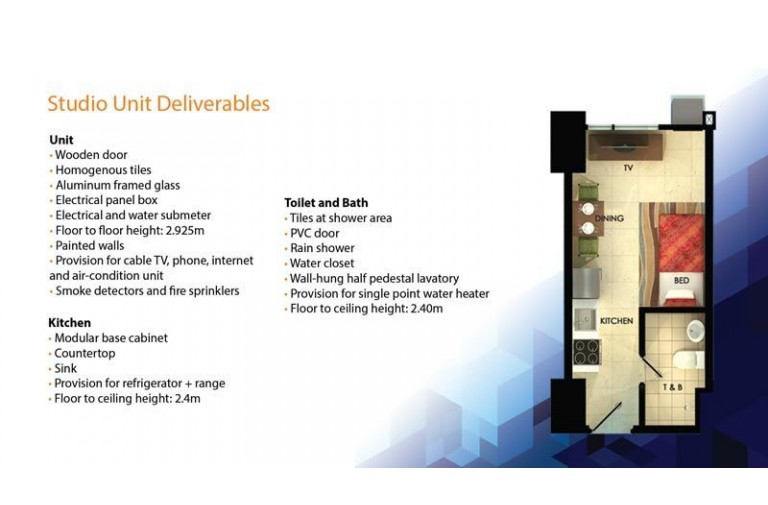 Studio Unit Deliverables
Unit
• Wooden door
• Homogenous tiles
• Aluminum framed glass
• Electrical panel box
• Electrical and water submeter
• Floor to floor height: 2.925m
• Painted walls
• Provision for cable TV, phone, internet
and air-condition unit
• Smoke detectors and fire sprinklers
Kitchen
• Modular base cabinet
• Countertop
• Sink
• Provision for refrigerator + range
• Floor to ceiling height: 2.4m
Toilet and Bath
• Tiles at shower area
• PVC door
• Rain shower
• Water closet
• Wall-hung half pedestal lavatory
• Provision for single point water heater
• Floor to ceiling height: 2.40m
TV
DINING
BED
KITCHEN
T & B